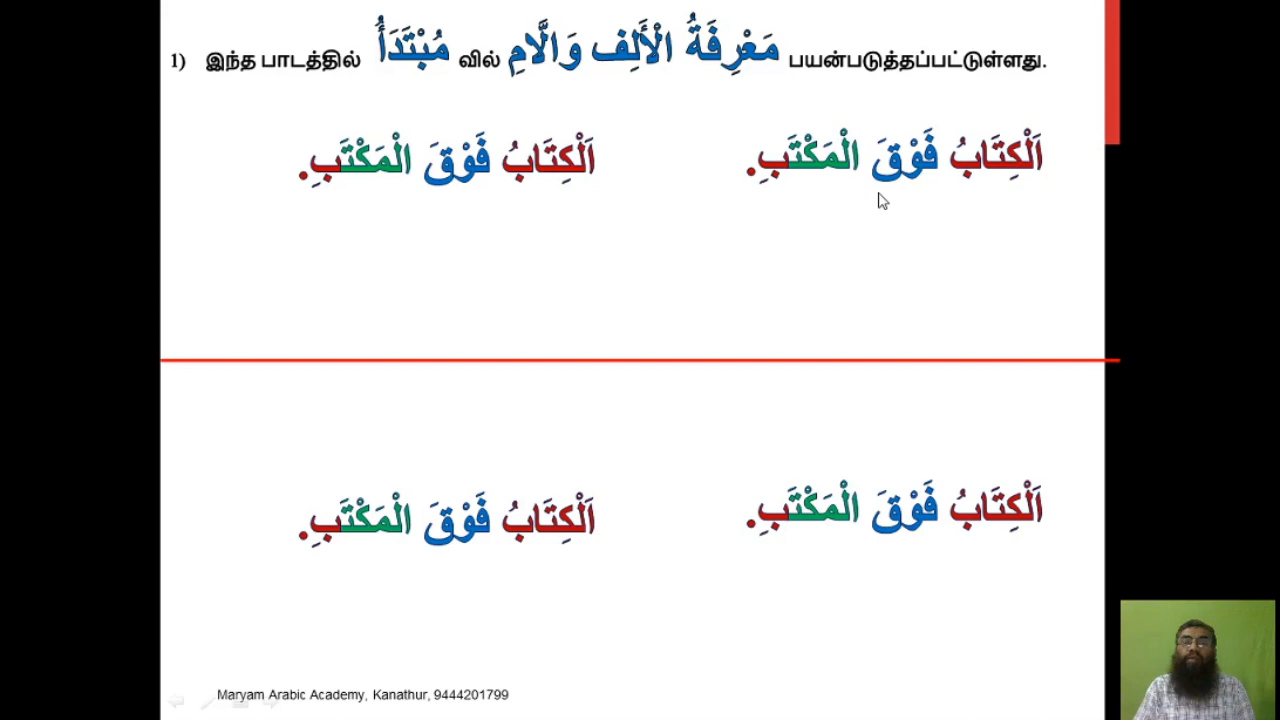 1) இந்த பாடத்தில் مُبْتَدَأُ வில் مَعْرِفَةُ الْأَلِف وَالَّامِ பயன்படுத்தப்பட்டுள்ளது.
اَلْكِتَابُ فَوْقَ الْمَكْتَبِ.
اَلْكِتَابُ فَوْقَ الْمَكْتَبِ.
اَلْكِتَابُ فَوْقَ الْمَكْتَبِ.
اَلْكِتَابُ فَوْقَ الْمَكْتَبِ.
Maryam Arabic Academy, Kanathur, 9444201799